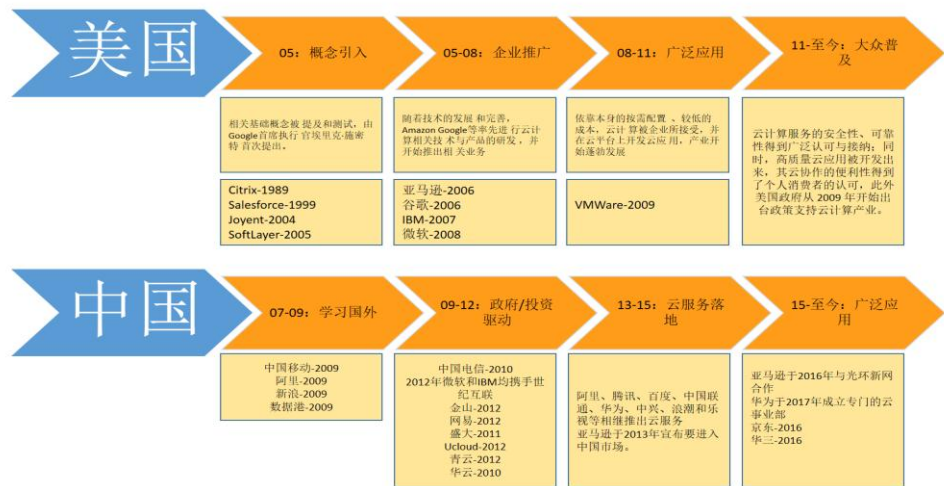 美国
05：概念引入
05-08：企业推广
08-11：广泛应用
11-至今：大众普
及
相关基础概念被 提及和测试，由
Google首席执行 官埃里克·施密
特 首次提出。
随着技术的发展 和完善，
Amazon Google等率先进 行云计
算相关技 术与产品的研发 ，并
开始推出相 关业务
依靠本身的按需配置 、较低的
成本，云计 算被企业所接受，并
在云平台上开发云应 用，产业开
始蓬勃发展
云计算服务的安全性、可靠
性得到广泛认可与接纳；同
时，高质量云应用被开发出
来，其云协作的便利性得到
了个人消费者的认可，此外
美国政府从 2009 年开始出
台政策支持云计算产业。
Citrix-1989
Salesforce-1999
Joyent-2004
SoftLayer-2005
亚马逊-2006
谷歌-2006
IBM-2007
微软-2008
VMWare-2009
中国
07-09：学习国外
09-12：政府/投资
驱动
13-15：云服务落
地
15-至今：广泛应
用
中国移动-2009
阿里-2009
新浪-2009
数据港-2009
中国电信-2010
2012年微软和IBM均携手世
纪互联
金山-2012
网易-2012
盛大-2011
Ucloud-2012
青云-2012
华云-2010
阿里、腾讯、百度、中国联
通、华为、中兴、浪潮和乐
视等相继推出云服务
亚马逊于2013年宣布要进入
中国市场。
亚马逊于2016年与光环新网
合作
华为于2017年成立专门的云
事业部
京东-2016
华三-2016